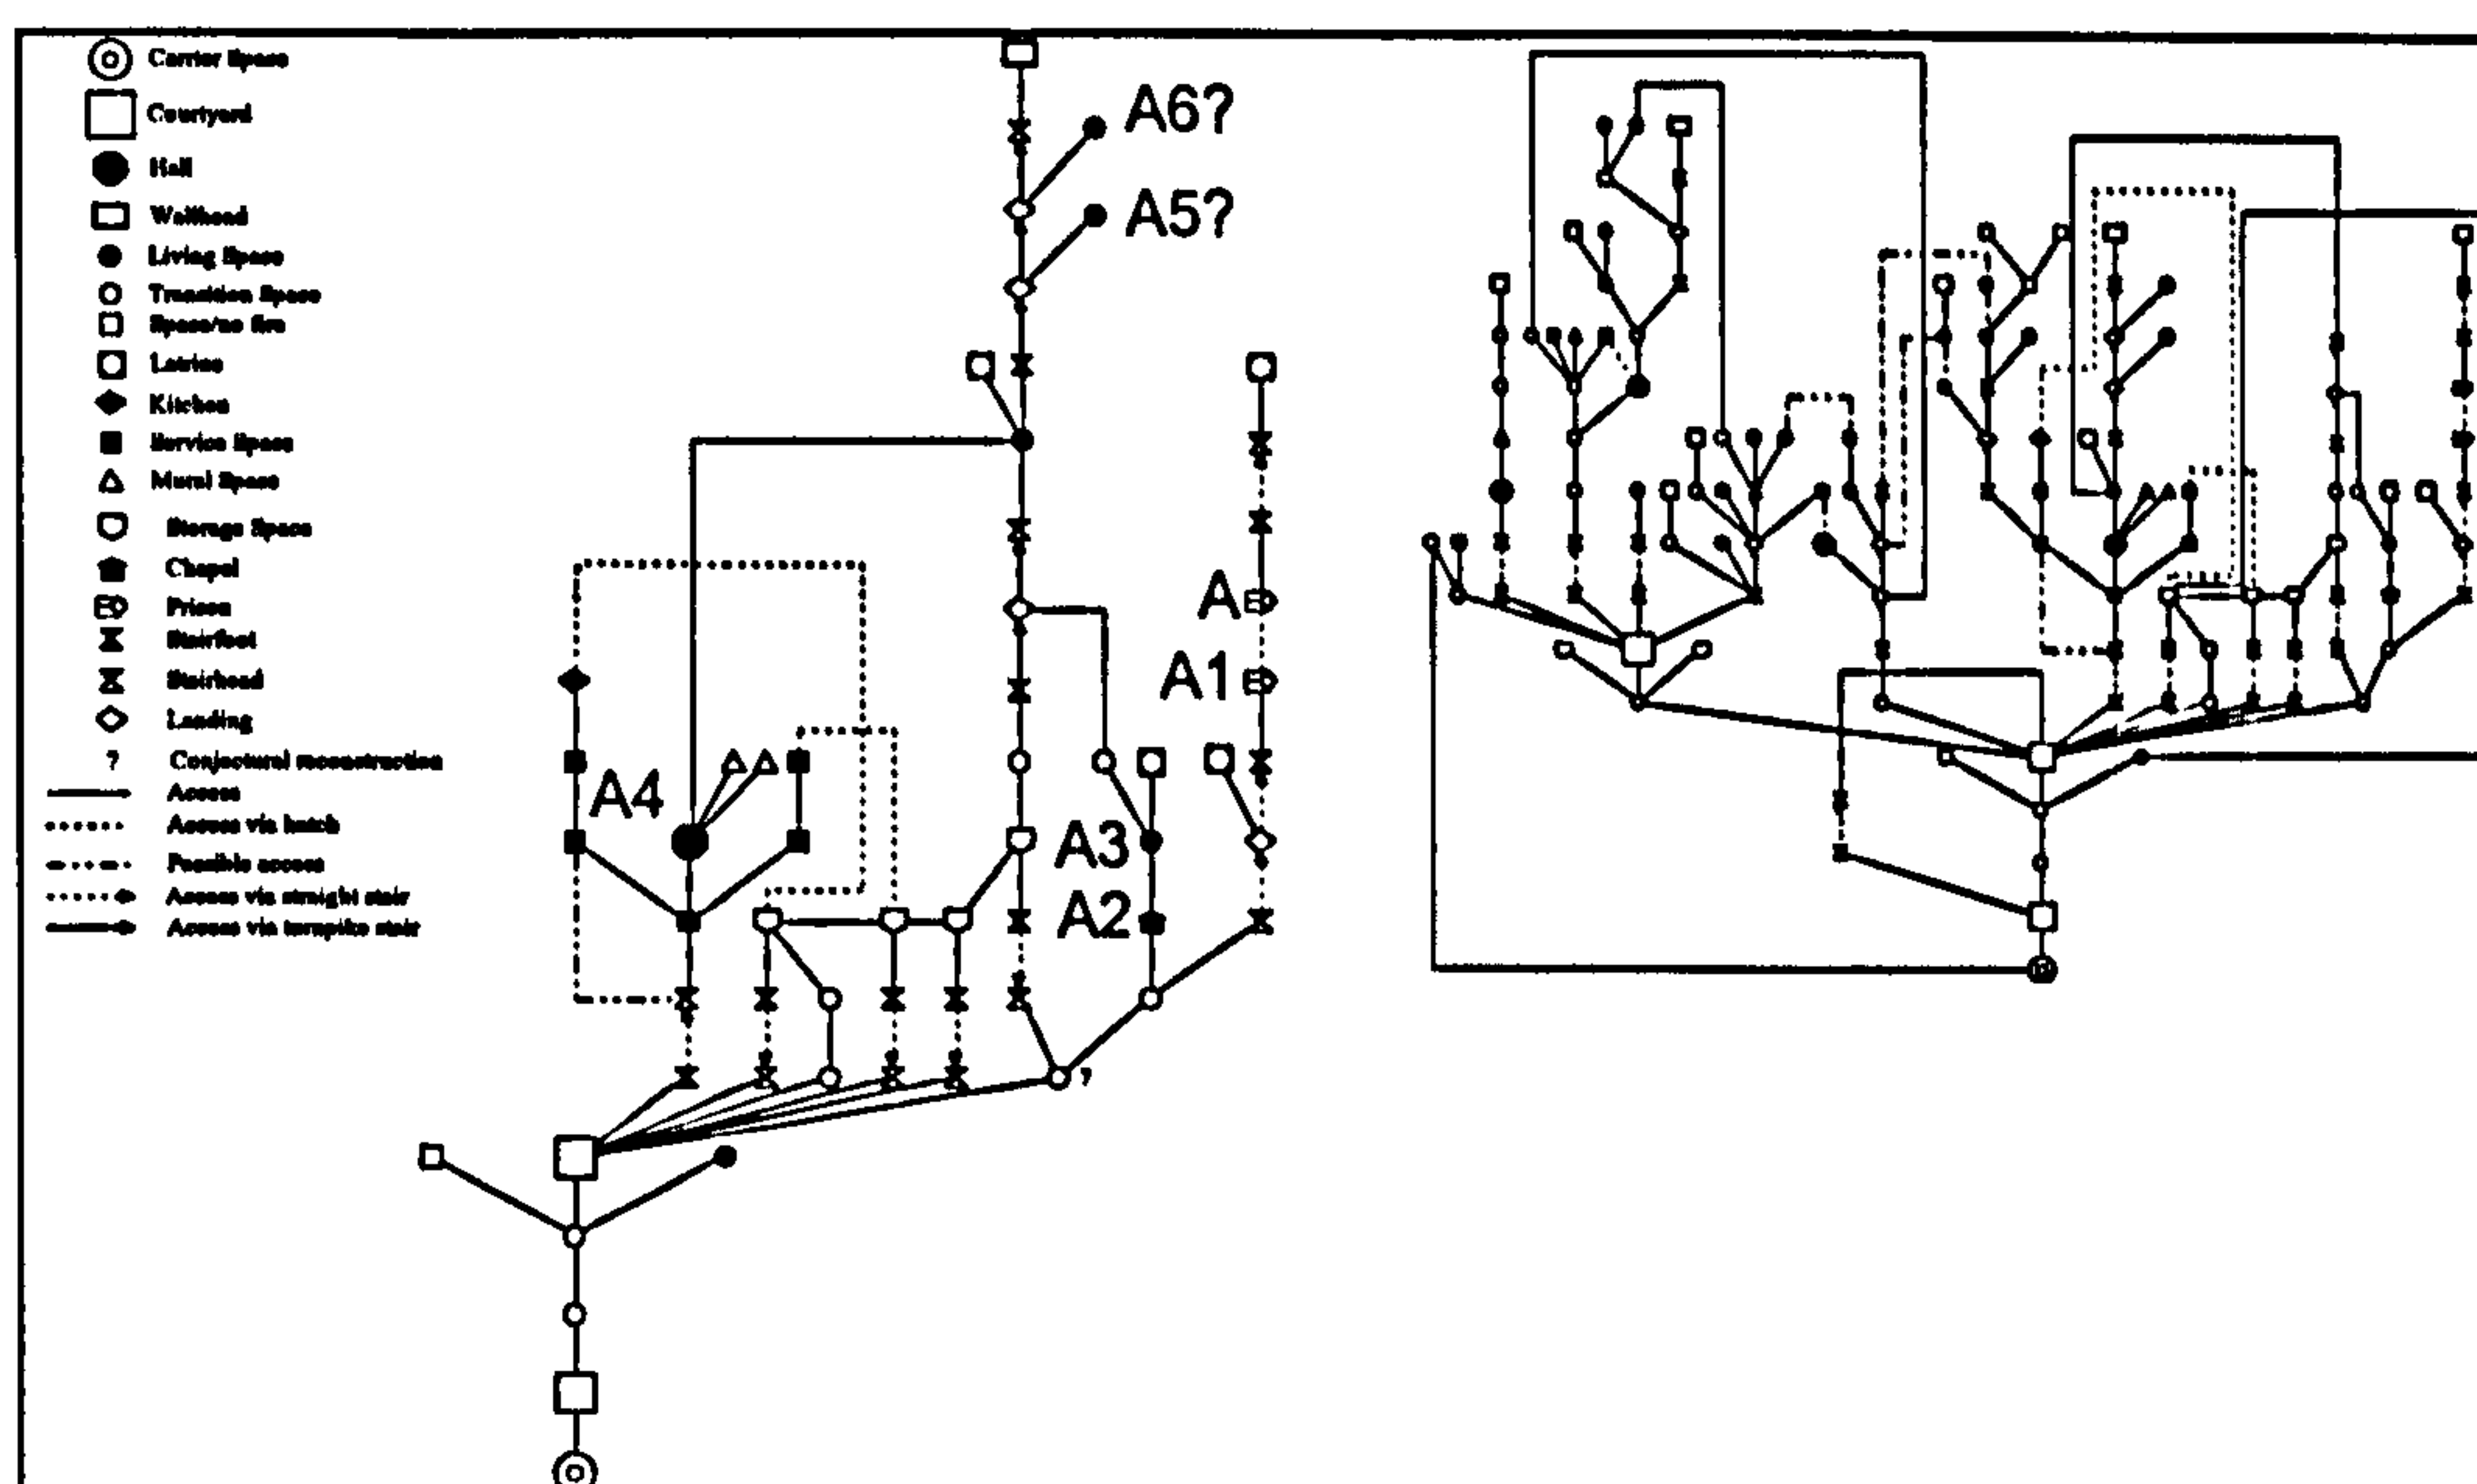 Carrier Space
Courtyard
Hall
Wallhead
Living Space
Transition Space
Space/no fire
Latrine
Kitchen
Service Space
Mural Space
Storage Space
Chapel
Prison
Stairfoot
Stairhead
Landing
? Conjectural reconstruction
Access
Access via hatch
Possible access
Access via straight stair
Access via turnpike stair
A6?
A5?
A
A1
A4
A3
A2
?